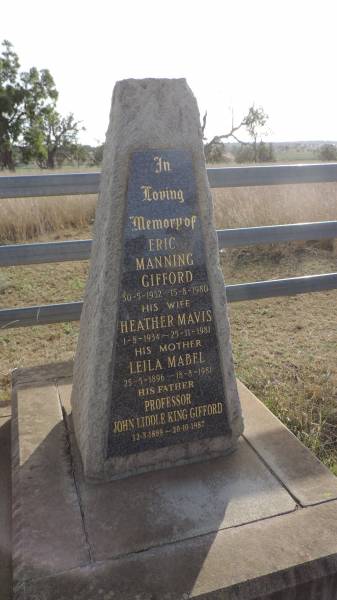 In
Loving
Memory of
ERIC
MANNING
GIFFORD
30-5-1932-15-8-1980
HIS WIFE
HEATHER MAVIS
1-8-1934-25-11-1981
HIS MOTHER
LEILA MABEL
25-5-1896-18-8-1981
HIS FATHER
PROFESSOR
JOHN LIDDLE KING GIFFORD
12-3-1898-20-10-1987